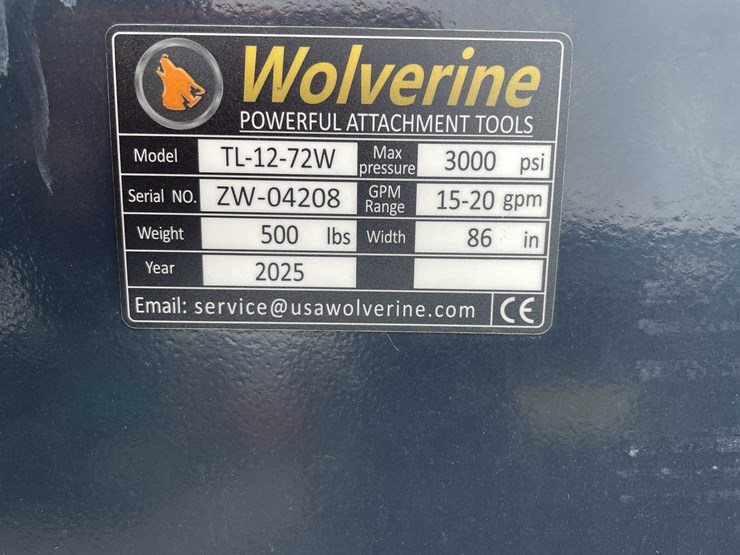 Wolverine
POWERFUL ATTACHMENT TOOLS
Model TL-12-72W Max pressure 3000 psi
Serial NO. ZW-04208 GPM Range 15-20 gpm
Weight 500 lbs Width 86 in
Year 2025
Email: service@usawolverine.com CE